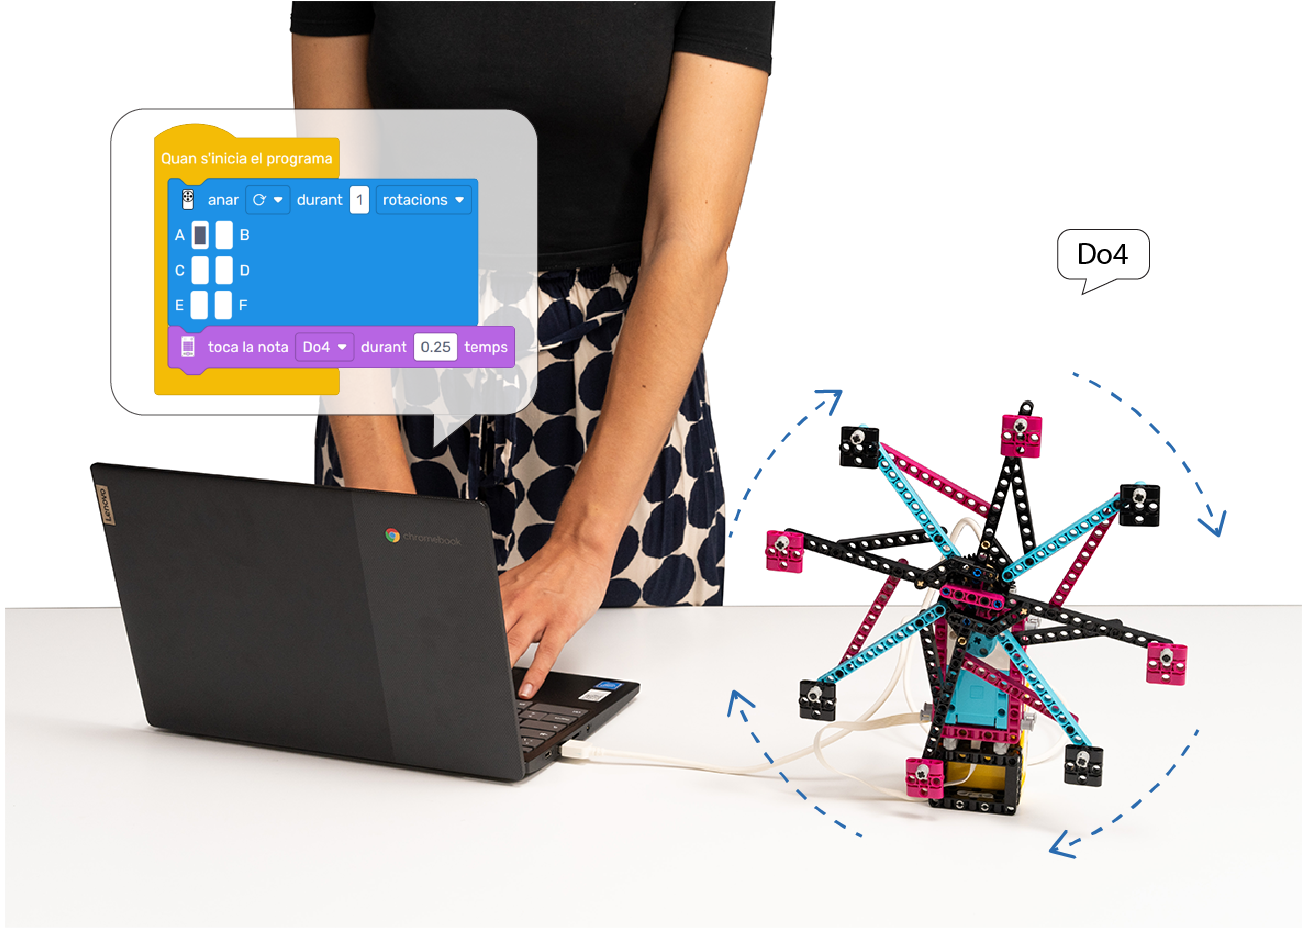 Quan s'inicia el programa
anar durant 1 rotacions
A B
C D
E F
toca la nota Do4 durant 0.25 temps
Do4
Lenovo
chromebook